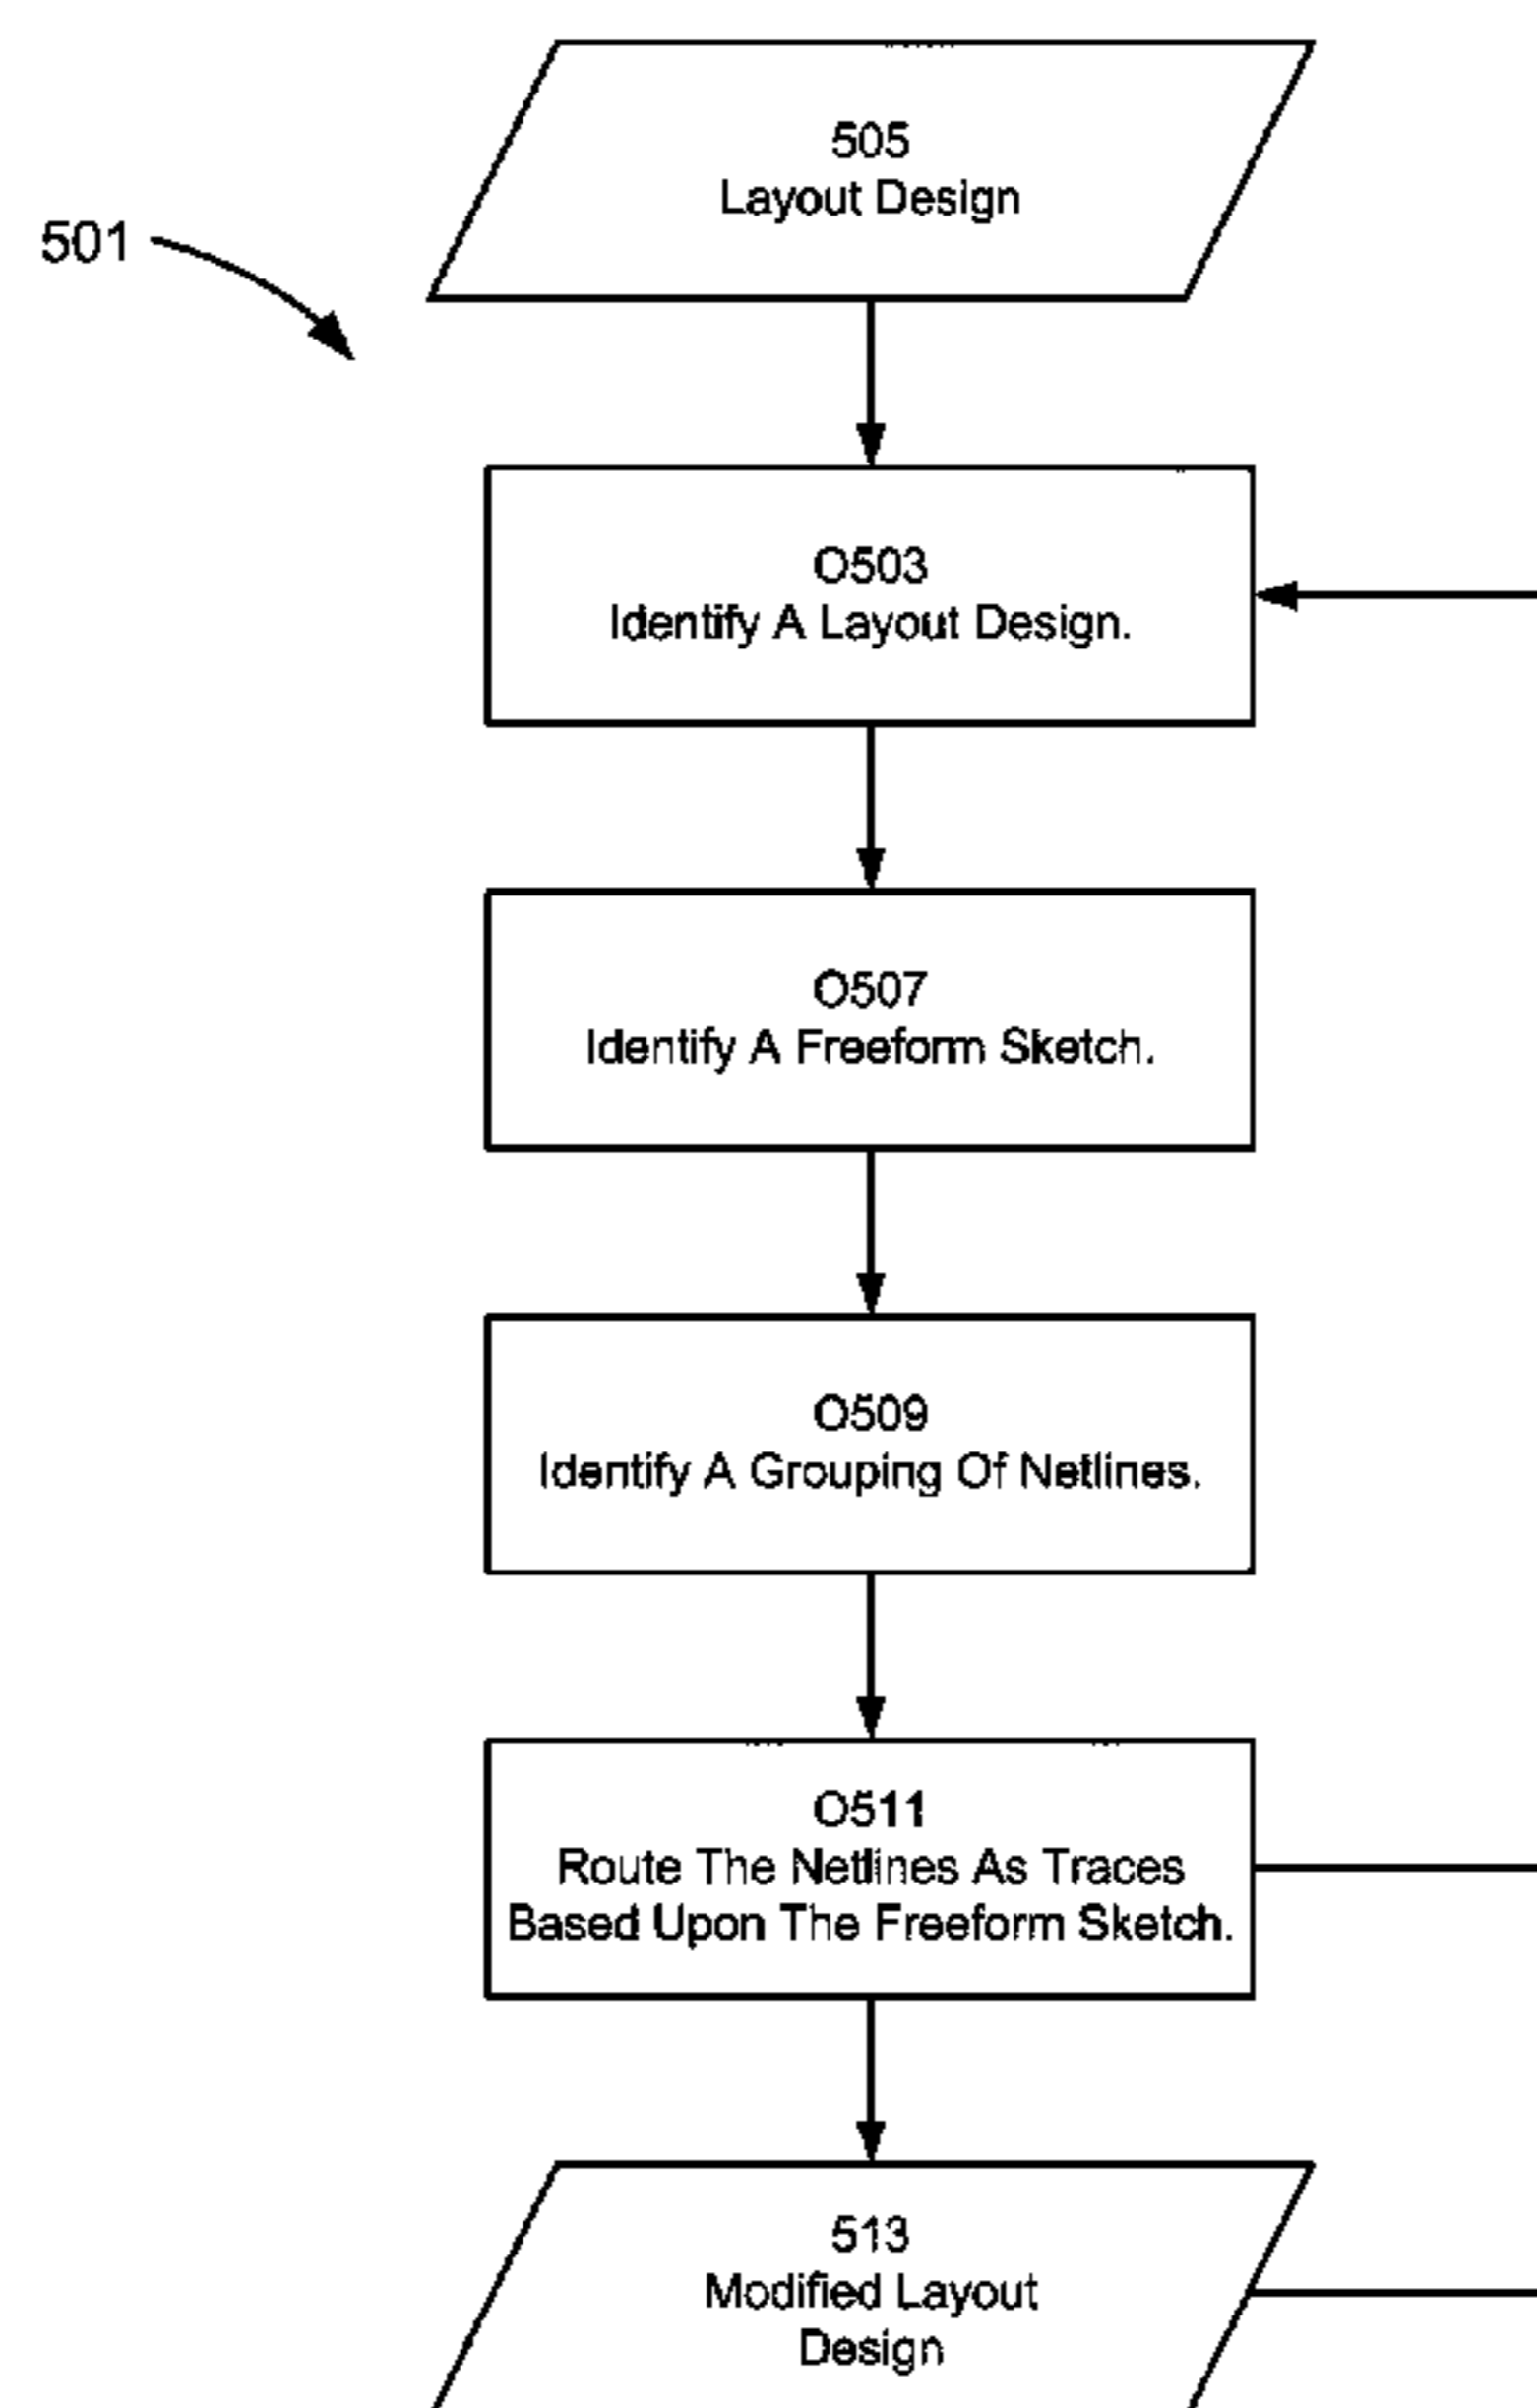 505
Layout Design
501
O503
Identify A Layout Design.
O507
Identify A Freeform Sketch.
O509
Identify A Grouping Of Netlines.
O511
Route The Netlines As Traces
Based Upon The Freeform Sketch.
513
Modified Layout
Design